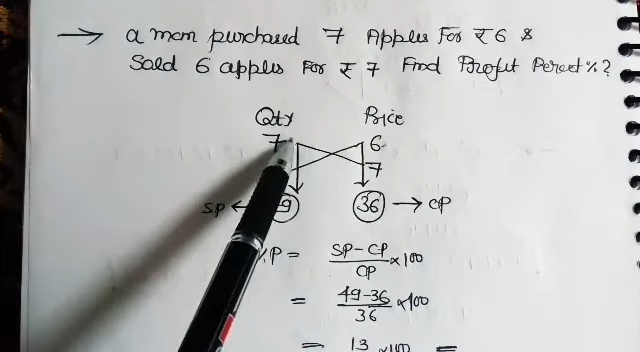 → a man purchased 7 Apples For ₹ 6 &
Sold 6 apples For ₹ 7 Find Profit Percet %?
Qty Price
7 6
7
SP ← 9 36 → CP
%P = SP-CP/CP × 100
= 49-36/36 × 100
= 13 × 100 =